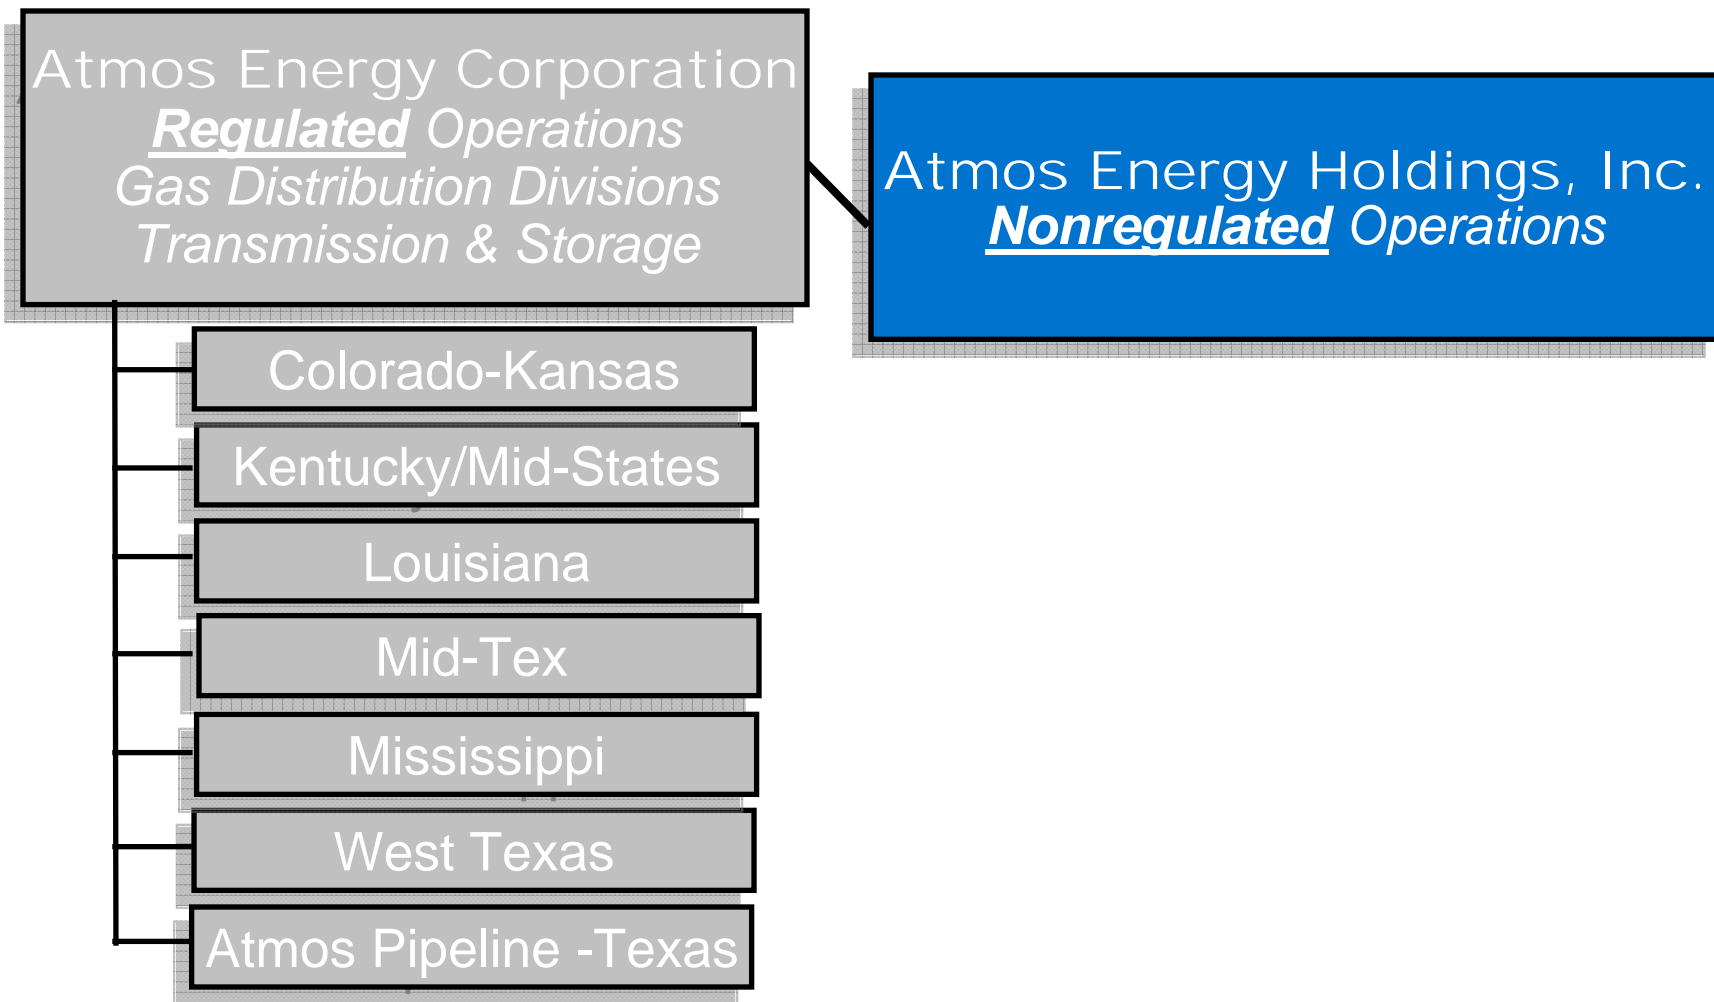 Atmos Energy Corporation
Regulated Operations
Gas Distribution Divisions
Transmission & Storage
Atmos Energy Holdings, Inc.
Nonregulated Operations
Colorado-Kansas
Kentucky/Mid-States
Louisiana
Mid-Tex
Mississippi
West Texas
Atmos Pipeline -Texas